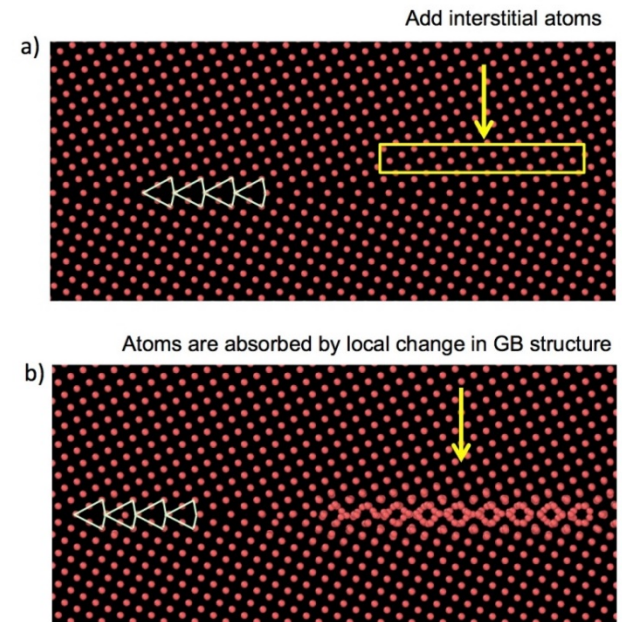 Add interstitial atoms
a)
Atoms are absorbed by local change in GB structure
b)